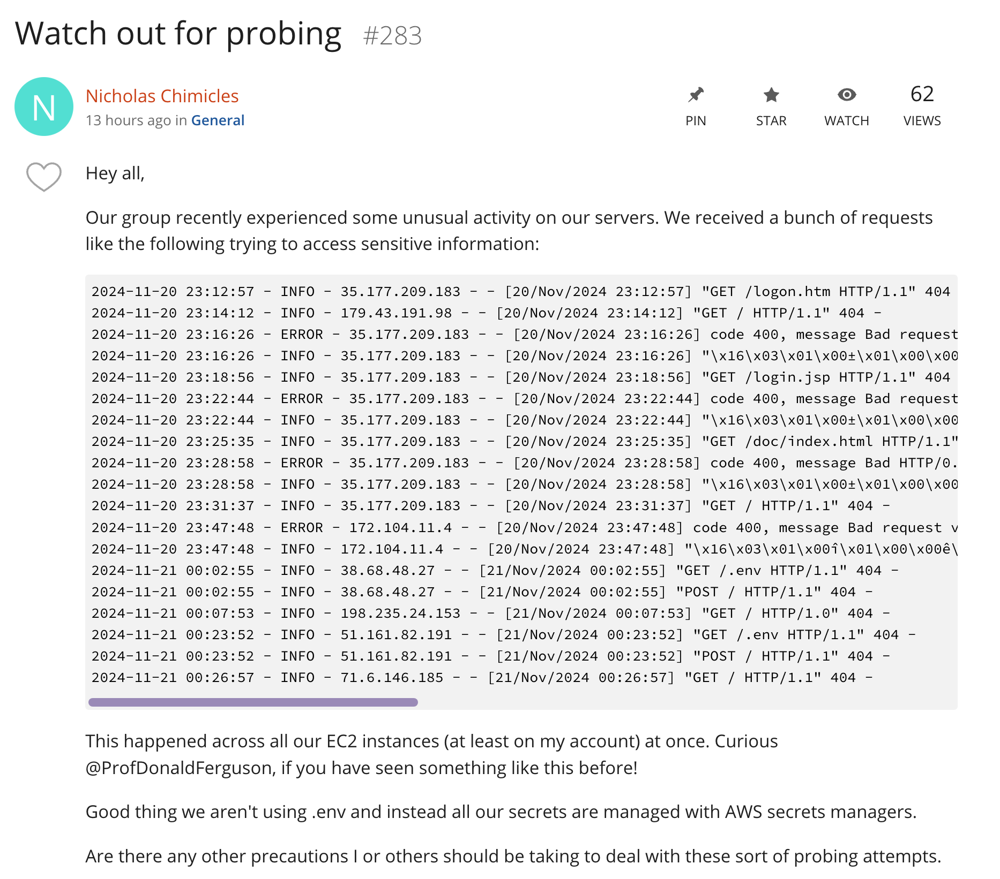 Watch out for probing #283
N
Nicholas Chimicles
13 hours ago in General
PIN
STAR
WATCH
62
VIEWS
Hey all,
Our group recently experienced some unusual activity on our servers. We received a bunch of requests
like the following trying to access sensitive information:
2024-11-20 23:12:57 - INFO - 35.177.209.183 - - [20/Nov/2024 23:12:57] "GET /logon.htm HTTP/1.1" 404
2024-11-20 23:14:12 - INFO - 179.43.191.98 - - [20/Nov/2024 23:14:12] "GET / HTTP/1.1" 404 -
2024-11-20 23:16:26 - ERROR - 35.177.209.183 - - [20/Nov/2024 23:16:26] code 400, message Bad request
2024-11-20 23:16:26 - INFO - 35.177.209.183 - - [20/Nov/2024 23:16:26] "\x16\x03\x01\x00±\x01\x00\x00
2024-11-20 23:18:56 - INFO - 35.177.209.183 - - [20/Nov/2024 23:18:56] "GET /login.jsp HTTP/1.1" 404
2024-11-20 23:22:44 - ERROR - 35.177.209.183 - - [20/Nov/2024 23:22:44] code 400, message Bad request
2024-11-20 23:22:44 - INFO - 35.177.209.183 - - [20/Nov/2024 23:22:44] "\x16\x03\x01\x00±\x01\x00\x00
2024-11-20 23:25:35 - INFO - 35.177.209.183 - - [20/Nov/2024 23:25:35] "GET /doc/index.html HTTP/1.1"
2024-11-20 23:28:58 - ERROR - 35.177.209.183 - - [20/Nov/2024 23:28:58] code 400, message Bad HTTP/0.
2024-11-20 23:28:58 - INFO - 35.177.209.183 - - [20/Nov/2024 23:28:58] "\x16\x03\x01\x00±\x01\x00\x00
2024-11-20 23:31:37 - INFO - 35.177.209.183 - - [20/Nov/2024 23:31:37] "GET / HTTP/1.1" 404 -
2024-11-20 23:47:48 - ERROR - 172.104.11.4 - - [20/Nov/2024 23:47:48] code 400, message Bad request v
2024-11-20 23:47:48 - INFO - 172.104.11.4 - - [20/Nov/2024 23:47:48] "\x16\x03\x01\x00î\x01\x00\x00ê\
2024-11-21 00:02:55 - INFO - 38.68.48.27 - - [21/Nov/2024 00:02:55] "GET /.env HTTP/1.1" 404 -
2024-11-21 00:02:55 - INFO - 38.68.48.27 - - [21/Nov/2024 00:02:55] "POST / HTTP/1.1" 404 -
2024-11-21 00:07:53 - INFO - 198.235.24.153 - - [21/Nov/2024 00:07:53] "GET / HTTP/1.0" 404 -
2024-11-21 00:23:52 - INFO - 51.161.82.191 - - [21/Nov/2024 00:23:52] "GET /.env HTTP/1.1" 404 -
2024-11-21 00:23:52 - INFO - 51.161.82.191 - - [21/Nov/2024 00:23:52] "POST / HTTP/1.1" 404 -
2024-11-21 00:26:57 - INFO - 71.6.146.185 - - [21/Nov/2024 00:26:57] "GET / HTTP/1.1" 404 -
This happened across all our EC2 instances (at least on my account) at once. Curious
@ProfDonaldFerguson, if you have seen something like this before!
Good thing we aren't using .env and instead all our secrets are managed with AWS secrets managers.
Are there any other precautions I or others should be taking to deal with these sort of probing attempts.